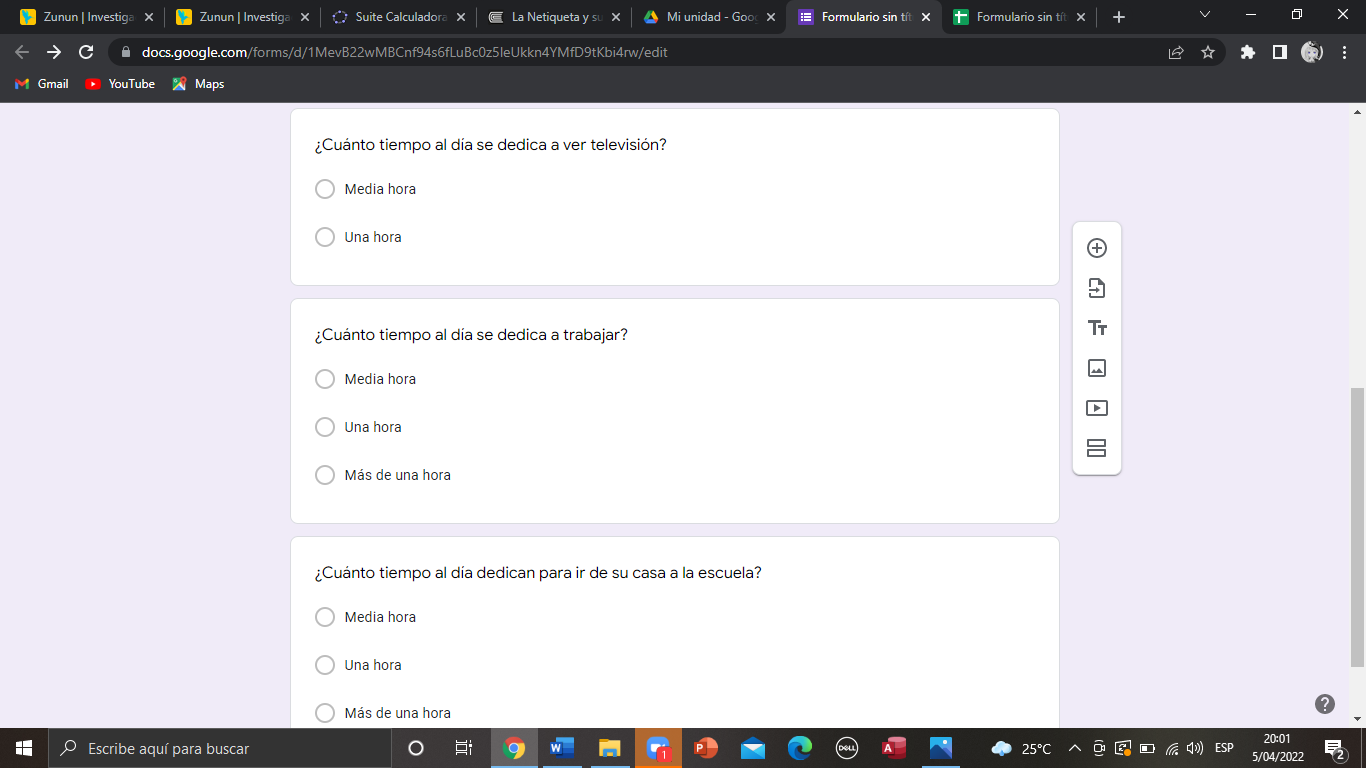 Zunun | Investiga
Zunun | Investiga
Suite Calculadora
La Netiqueta y su
Mi unidad - Goo
Formulario sin tít
Formulario sin tít
docs.google.com/forms/d/1MevB22wMBCnf94s6fLuBc0z5IeUkkn4YMfD9tKbi4rw/edit
Gmail
YouTube
Maps
¿Cuánto tiempo al día se dedica a ver televisión?
Media hora
Una hora
¿Cuánto tiempo al día se dedica a trabajar?
Media hora
Una hora
Más de una hora
¿Cuánto tiempo al día dedican para ir de su casa a la escuela?
Media hora
Una hora
Más de una hora
Escribe aquí para buscar
25°C
ESP
20:01
5/04/2022
2